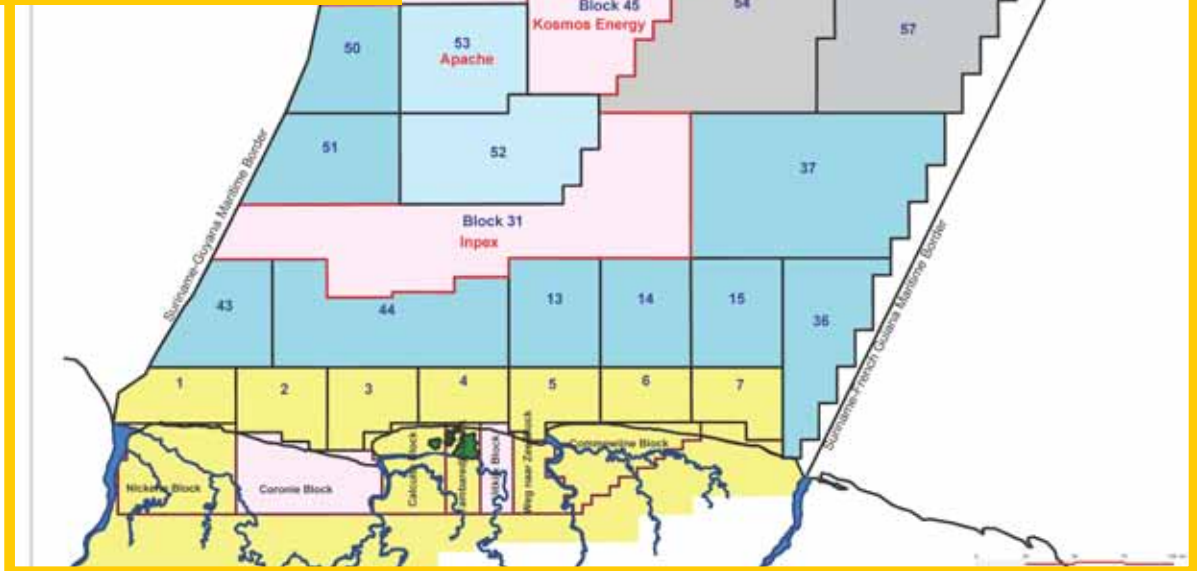 Block 45
54
Kosmos Energy
57
50
53
Apache
51
52
37
Suriname-Guyana Maritime Border
Block 31
Inpex
43
44
13
14
15
36
Suriname-French Guiana Maritime Border
1
2
3
4
5
6
7
Commewijne Block
Weg naar Zee Block
Block
Nickerie Block
Coronie Block
Block